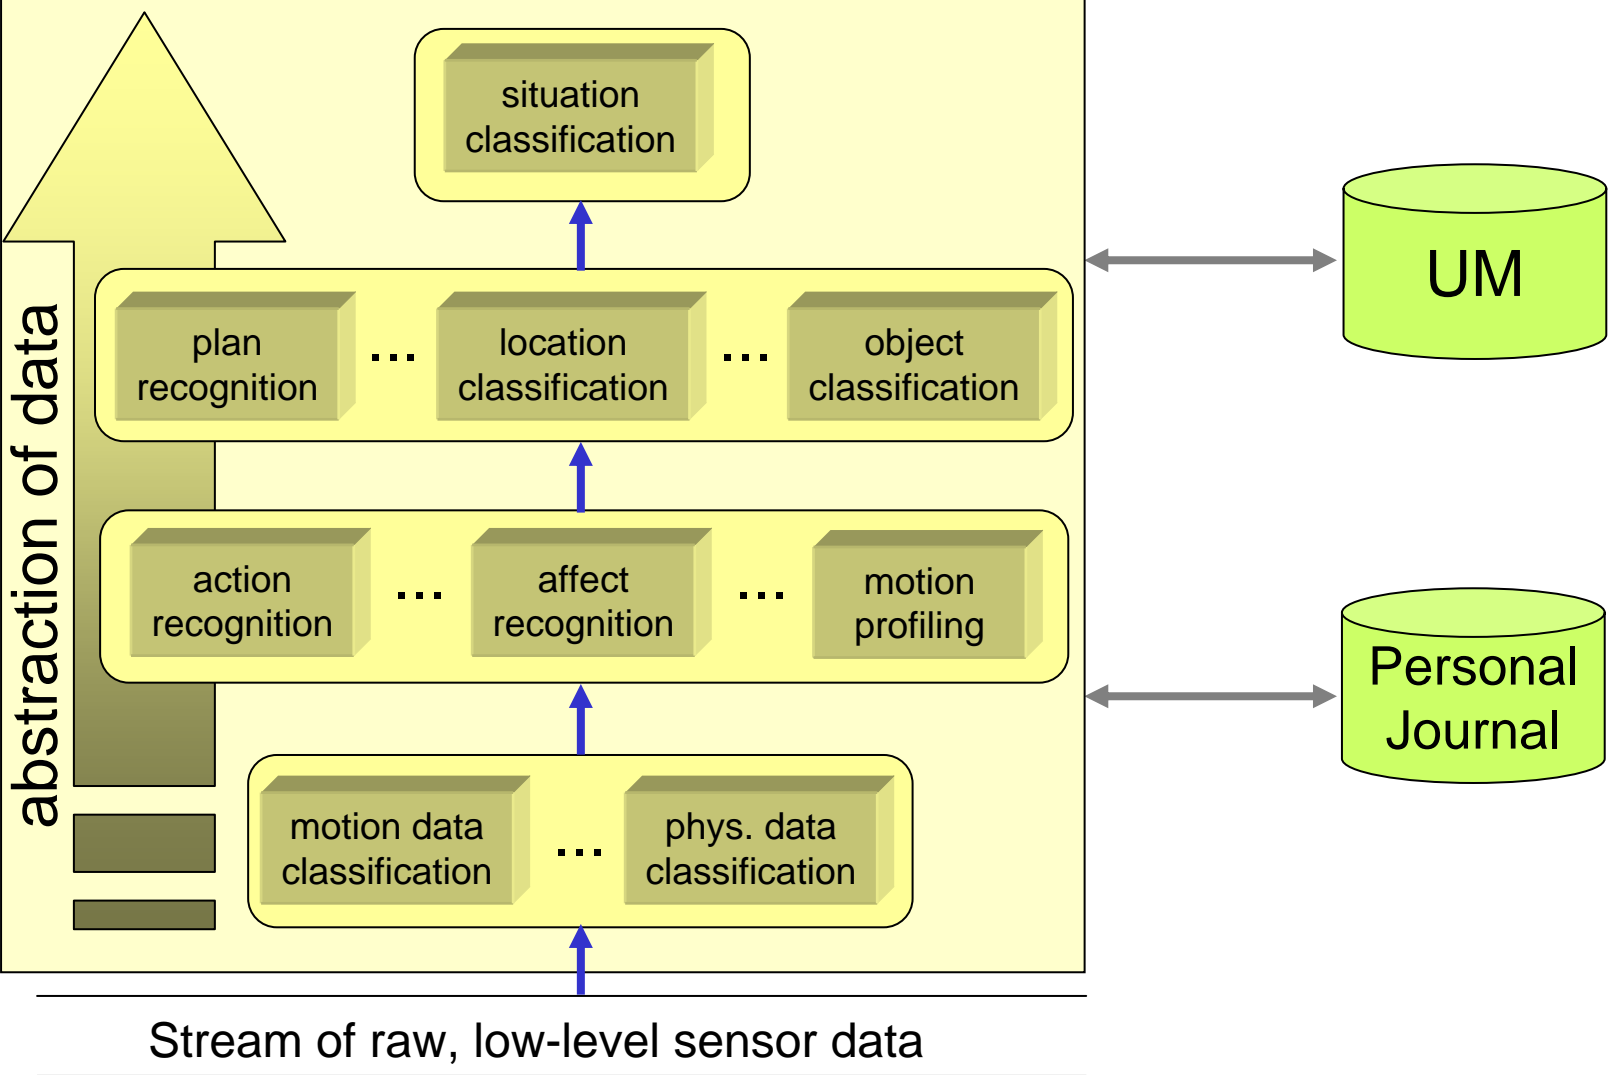 situation
classification
UM
abstraction of data
plan
recognition
...
location
classification
...
object
classification
action
recognition
...
affect
recognition
...
motion
profiling
Personal
Journal
motion data
classification
...
phys. data
classification
Stream of raw, low-level sensor data